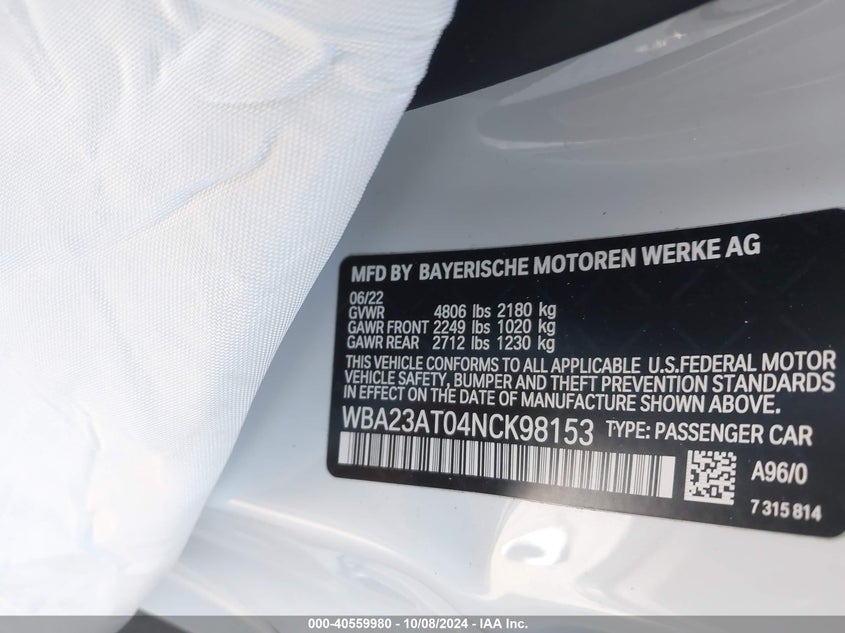 MFD BY BAYERISCHE MOTOREN WERKE AG
06/22
GVWR 4806 lbs 2180 kg
GAWR FRONT 2249 lbs 1020 kg
GAWR REAR 2712 lbs 1230 kg
THIS VEHICLE CONFORMS TO ALL APPLICABLE U.S.FEDERAL MOTOR
VEHICLE SAFETY, BUMPER AND THEFT PREVENTION STANDARDS
IN EFFECT ON THE DATE OF MANUFACTURE SHOWN ABOVE.
WBA23AT04NCK98153 TYPE: PASSENGER CAR
A96/0
7 315 814
000-40559980 - 10/08/2024 - IAA Inc.